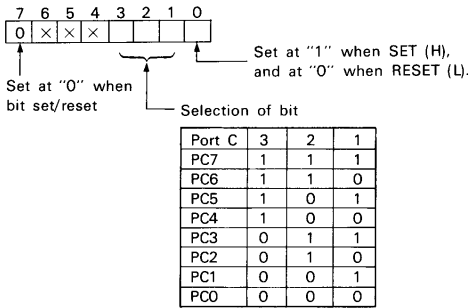 7 6 5 4 3 2 1 0
0 × × ×
Set at "1" when SET (H),
and at "0" when RESET (L).
Set at "0" when
bit set/reset
Selection of bit
Port C 3 2 1
PC7 1 1 1
PC6 1 1 0
PC5 1 0 1
PC4 1 0 0
PC3 0 1 1
PC2 0 1 0
PC1 0 0 1
PC0 0 0 0